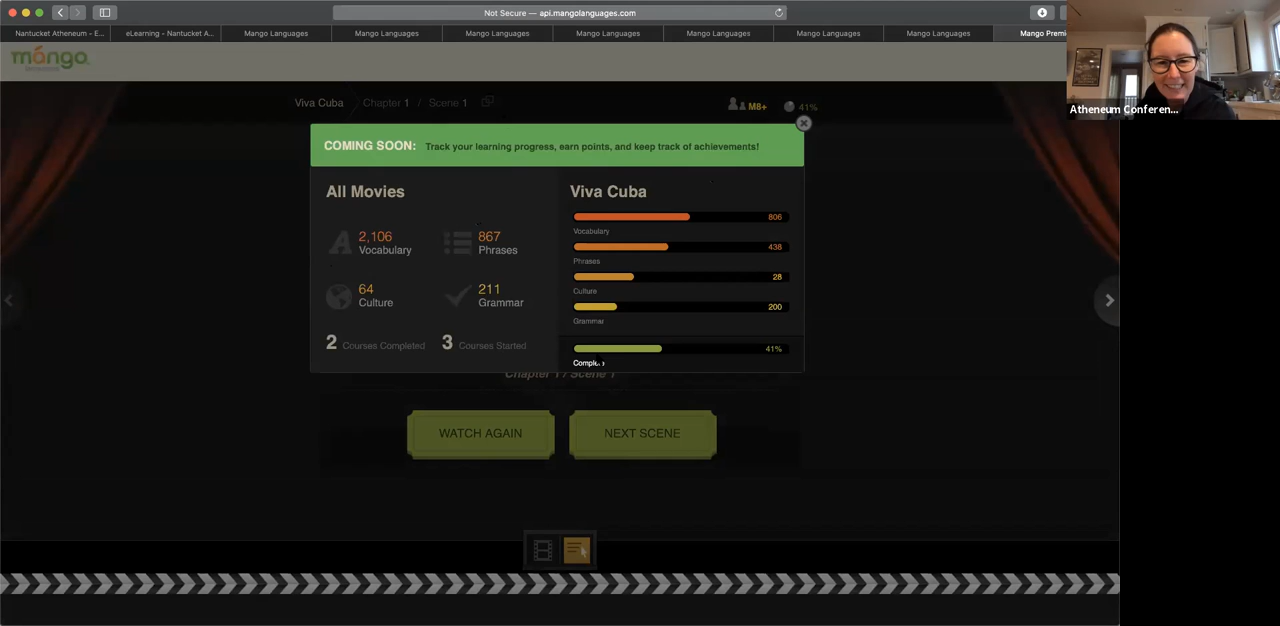 Not Secure — api.mangolanguages.com
Nantucket Atheneum - E...
eLearning - Nantucket A...
Mango Languages
Mango Languages
Mango Languages
Mango Languages
Mango Languages
Mango Languages
Mango Languages
Mango Premi
mango
Viva Cuba
Chapter 1 / Scene 1
M8+
41%
Atheneum Conferen...
COMING SOON: Track your learning progress, earn points, and keep track of achievements!
All Movies
2,106
Vocabulary
867
Phrases
64
Culture
211
Grammar
2 Courses Completed
3 Courses Started
Viva Cuba
806
Vocabulary
438
Phrases
28
Culture
200
Grammar
41%
Chapter 1 / Scene 1
WATCH AGAIN
NEXT SCENE